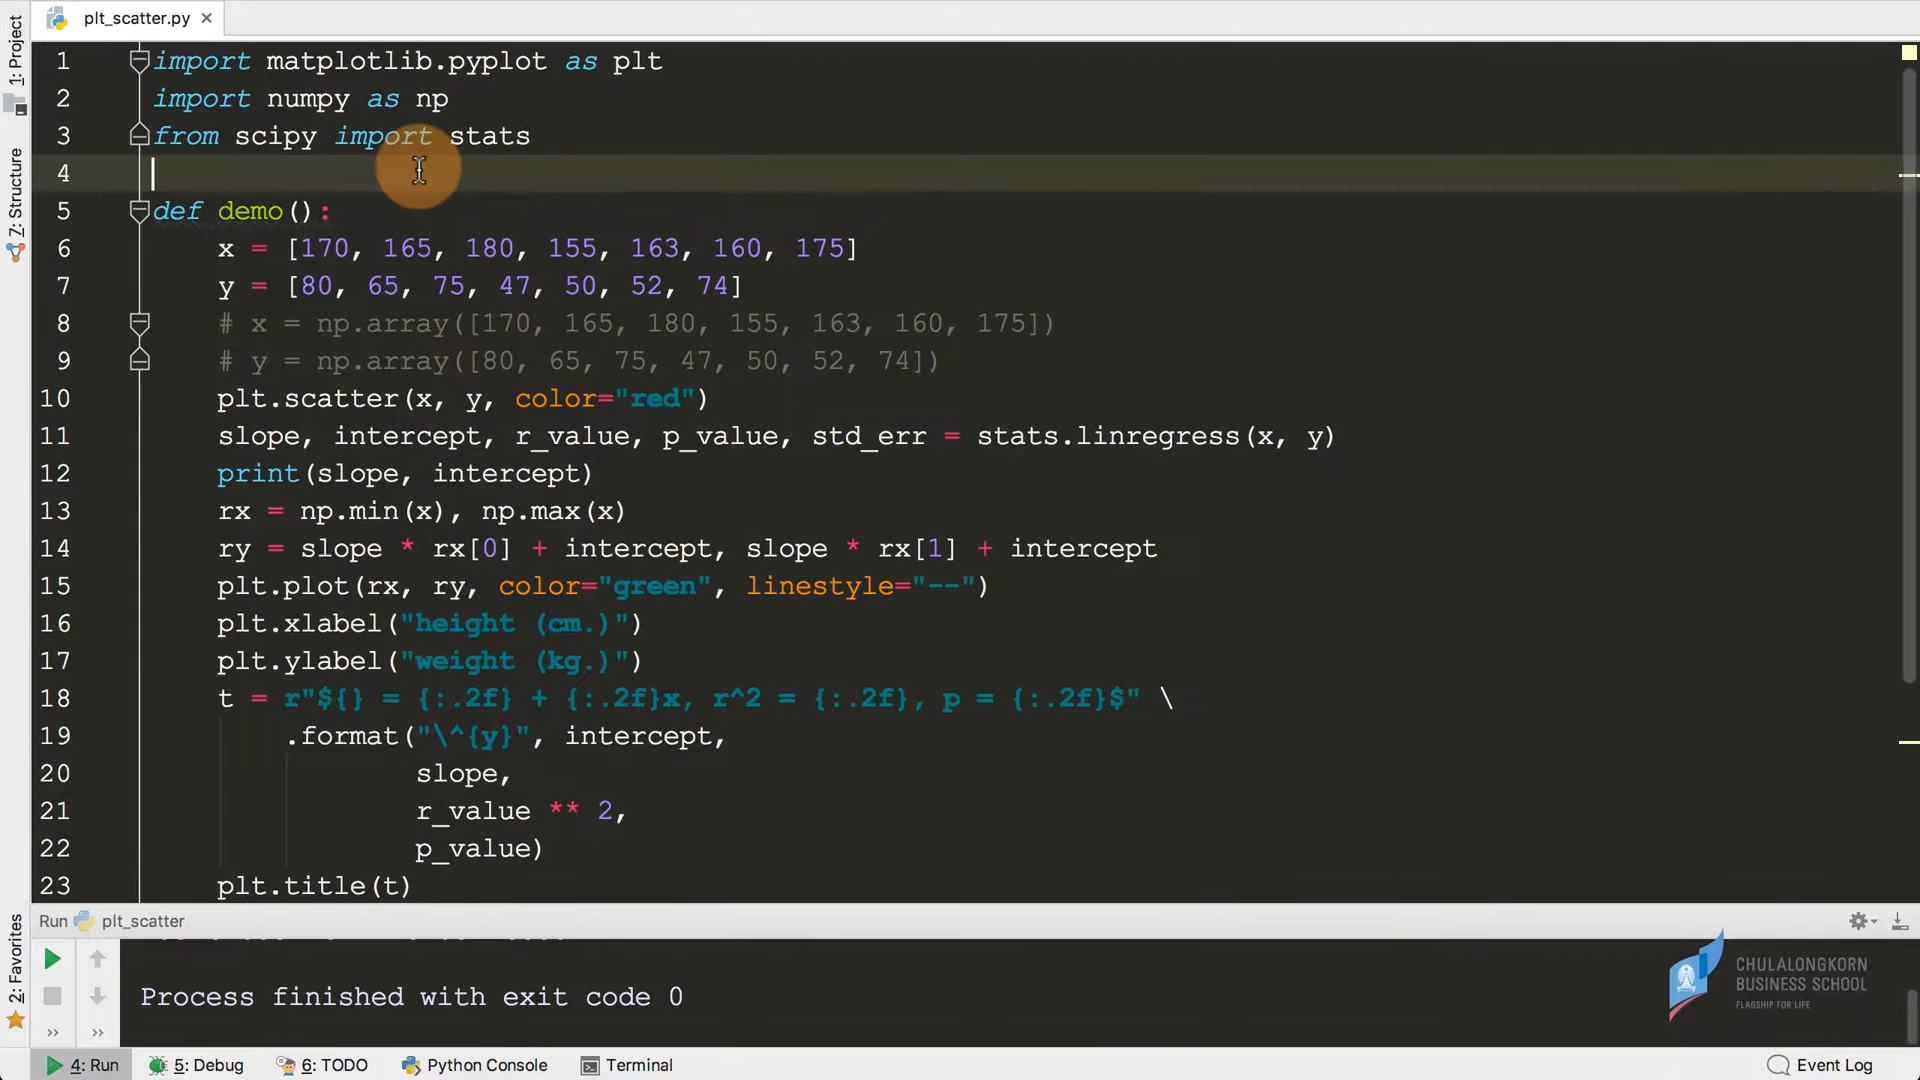 plt_scatter.py ×
1: Project
Z: Structure
2: Favorites
1 import matplotlib.pyplot as plt
2 import numpy as np
3 from scipy import stats
4
5 def demo():
6 x = [170, 165, 180, 155, 163, 160, 175]
7 y = [80, 65, 75, 47, 50, 52, 74]
8 # x = np.array([170, 165, 180, 155, 163, 160, 175])
9 # y = np.array([80, 65, 75, 47, 50, 52, 74])
10 plt.scatter(x, y, color="red")
11 slope, intercept, r_value, p_value, std_err = stats.linregress(x, y)
12 print(slope, intercept)
13 rx = np.min(x), np.max(x)
14 ry = slope * rx[0] + intercept, slope * rx[1] + intercept
15 plt.plot(rx, ry, color="green", linestyle="--")
16 plt.xlabel("height (cm.)")
17 plt.ylabel("weight (kg.)")
18 t = r"${} = {:.2f} + {:.2f}x, r^2 = {:.2f}, p = {:.2f}$" \
19 .format("\^{y}", intercept,
20 slope,
21 r_value ** 2,
22 p_value)
23 plt.title(t)
Run plt_scatter
Process finished with exit code 0
CHULALONGKORN
BUSINESS SCHOOL
FLAGSHIP FOR LIFE
4: Run 5: Debug 6: TODO Python Console Terminal Event Log